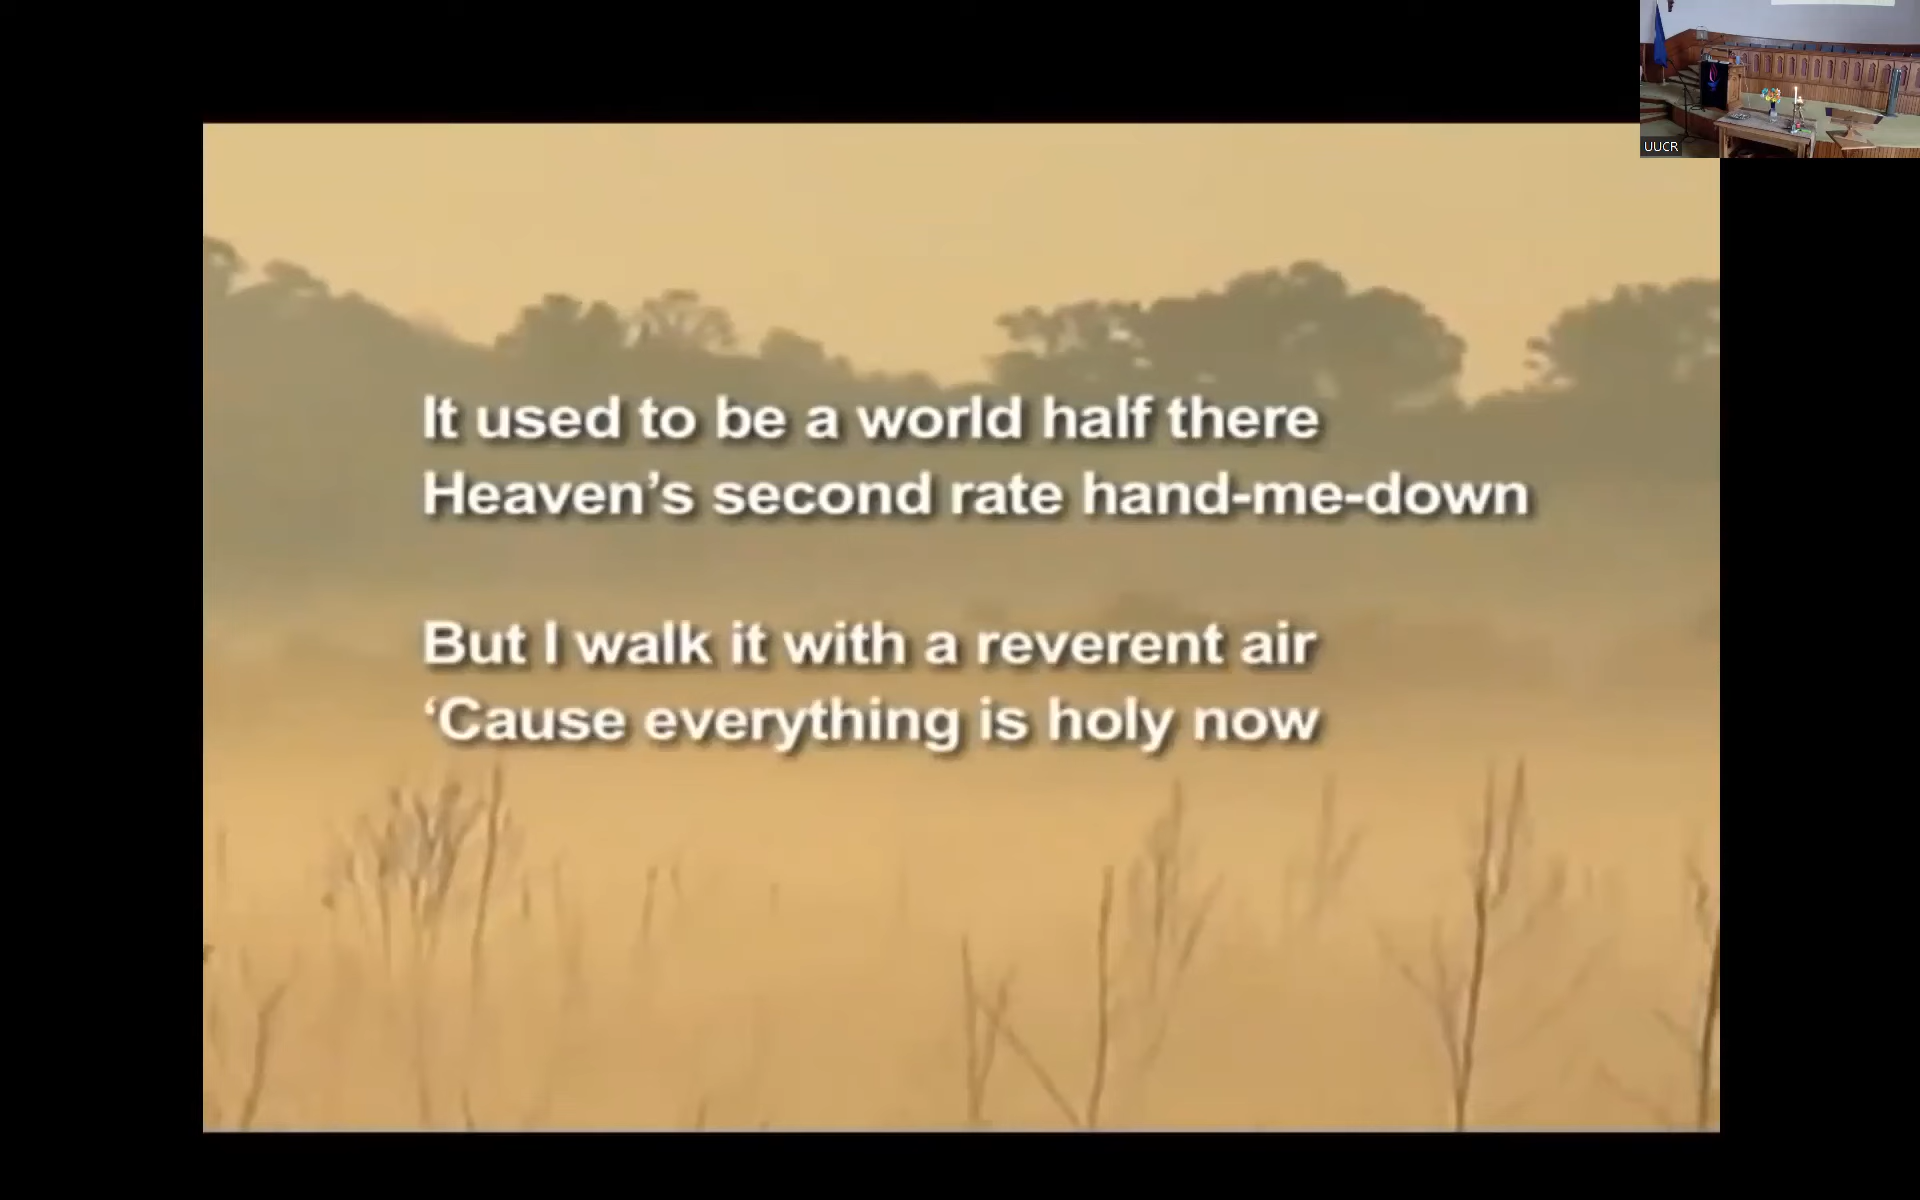 It used to be a world half there
Heaven’s second rate hand-me-down
But I walk it with a reverent air
‘Cause everything is holy now
UUCR